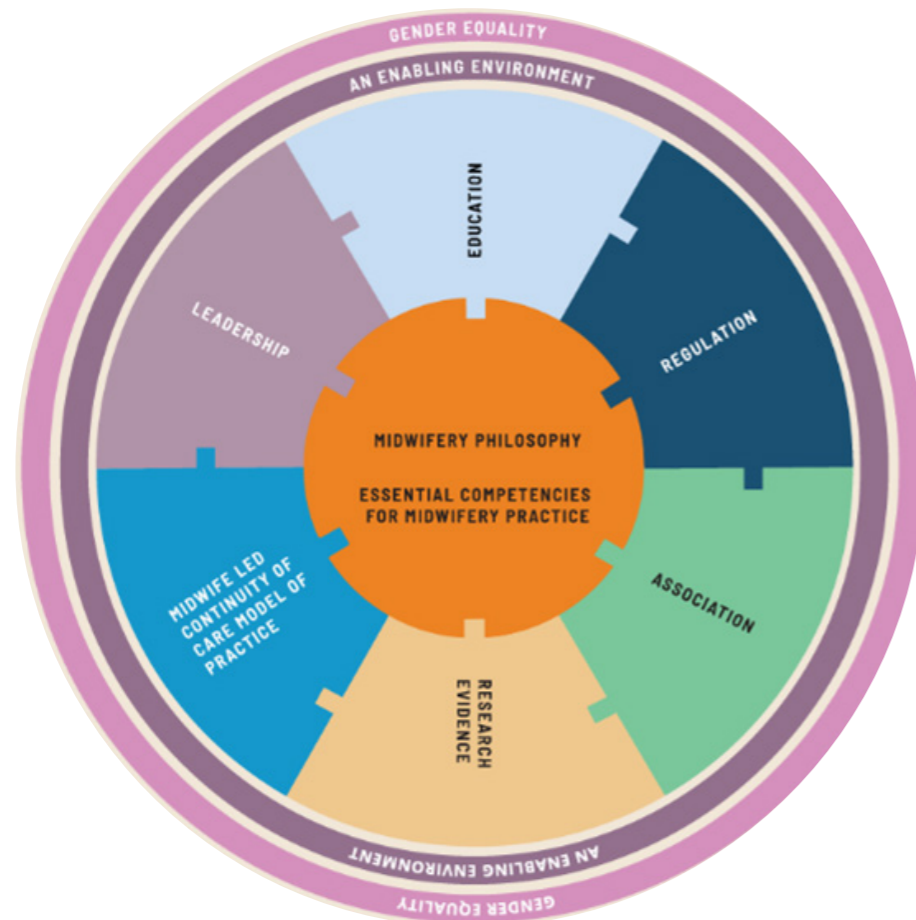 GENDER EQUALITY
AN ENABLING ENVIRONMENT
EDUCATION
LEADERSHIP
REGULATION
MIDWIFERY PHILOSOPHY
ESSENTIAL COMPETENCIES
FOR MIDWIFERY PRACTICE
MIDWIFE LED
CONTINUITY OF
CARE MODEL OF
PRACTICE
ASSOCIATION
RESEARCH
EVIDENCE
AN ENABLING ENVIRONMENT
GENDER EQUALITY